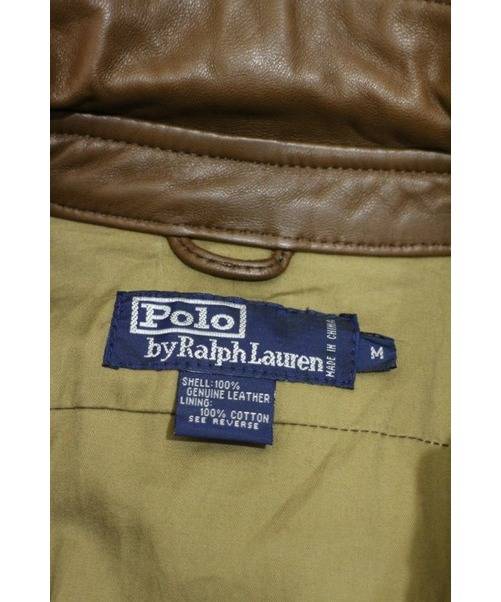 Polo
by Ralph Lauren
MADE IN CHINA
M
SHELL: 100%
GENUINE LEATHER
LINING:
100% COTTON
SEE REVERSE